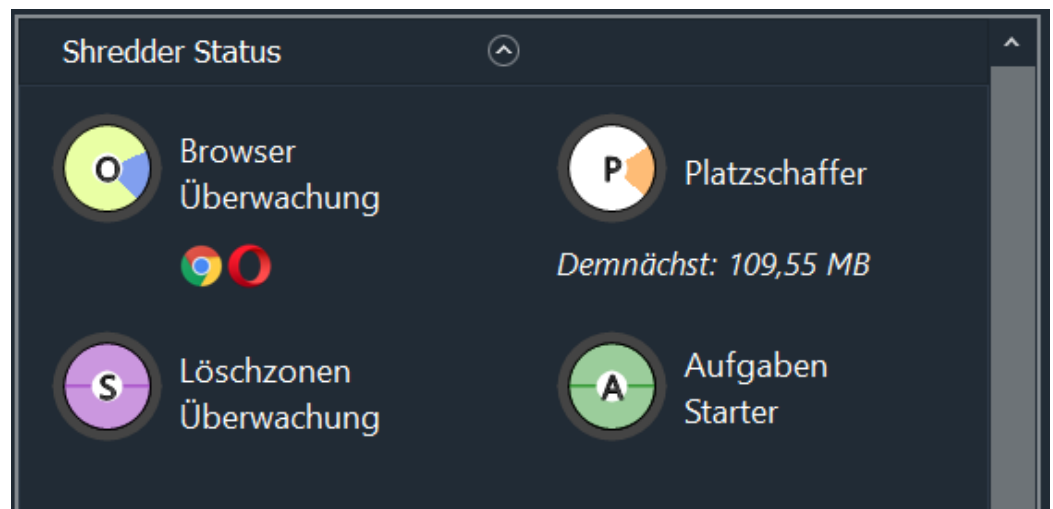 Shredder Status
O
Browser
Überwachung
P
Platzschaffer
Demnächst: 109,55 MB
S
Löschzonen
Überwachung
A
Aufgaben
Starter